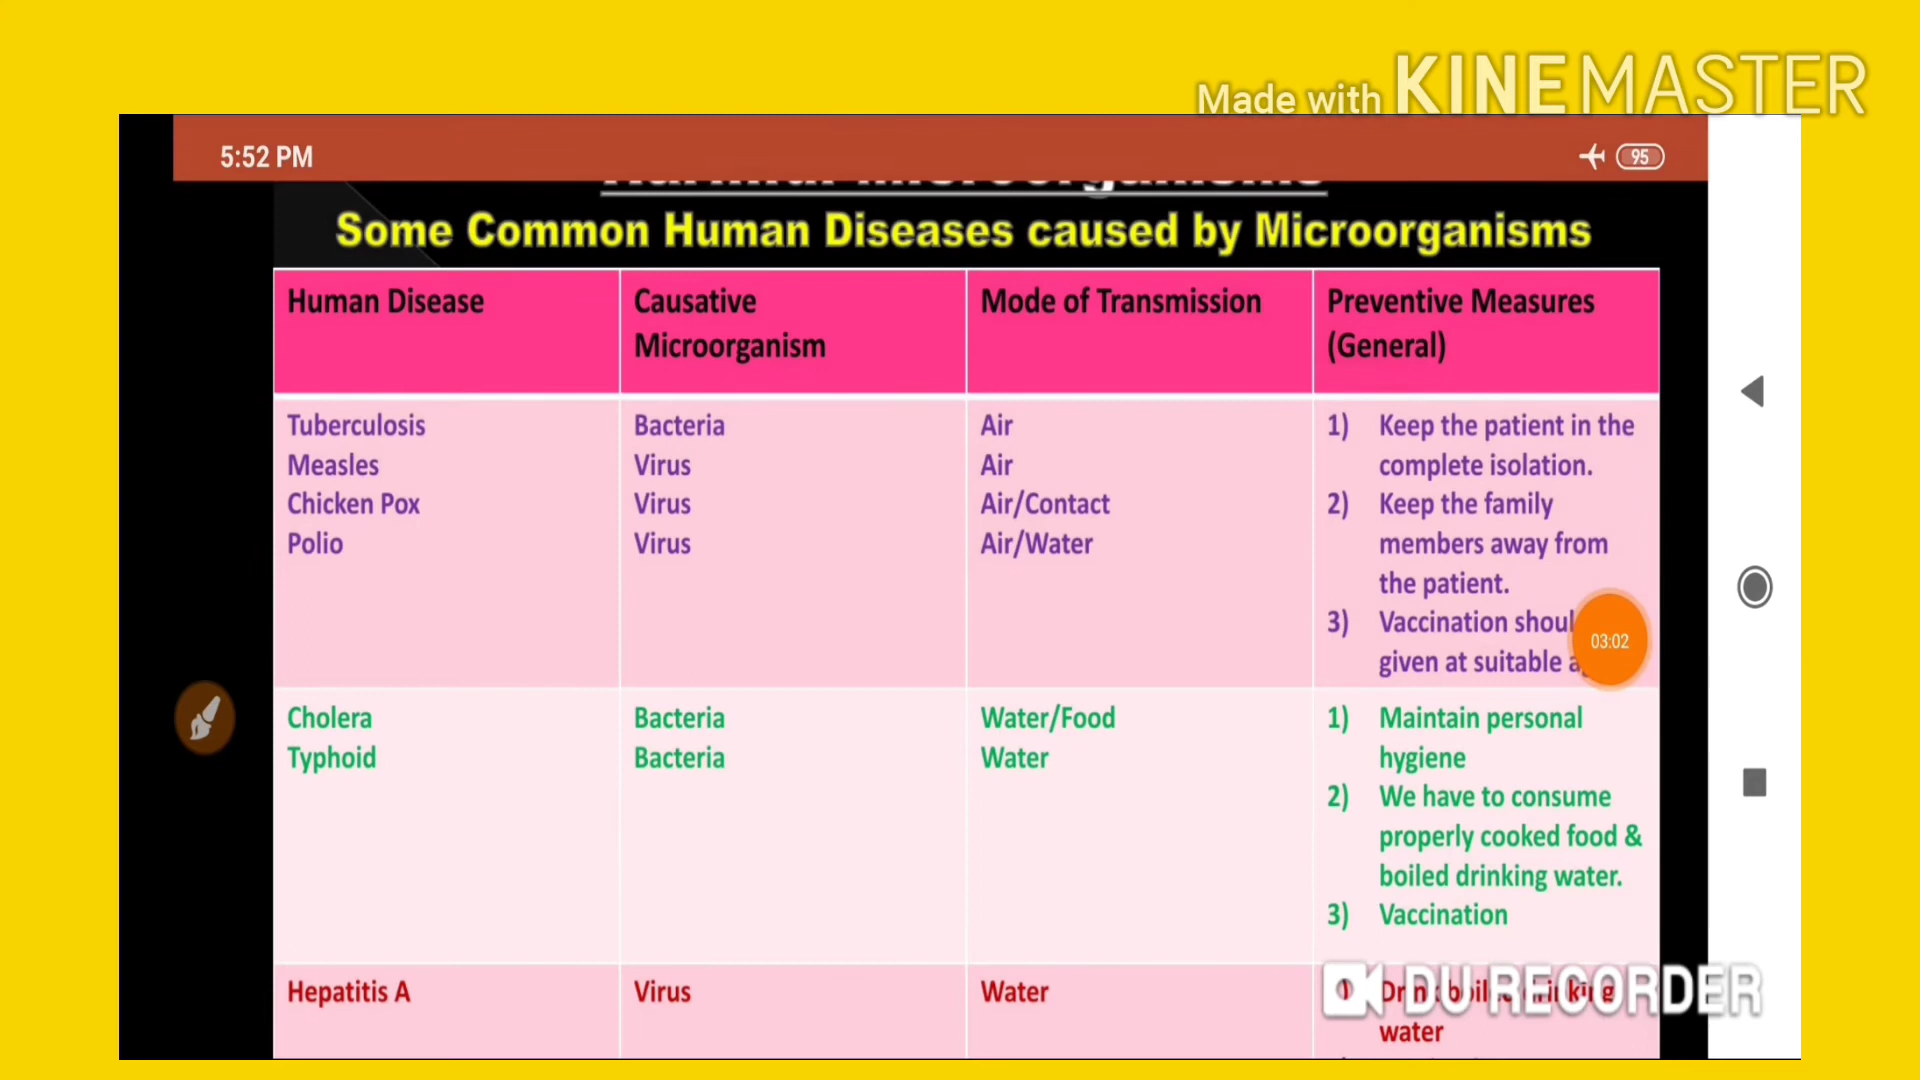 Made with KINEMASTER
5:52 PM
95
Some Common Human Diseases caused by Microorganisms
Human Disease
Causative
Microorganism
Mode of Transmission
Preventive Measures
(General)
Tuberculosis
Measles
Chicken Pox
Polio
Bacteria
Virus
Virus
Virus
Air
Air
Air/Contact
Air/Water
1) Keep the patient in the
complete isolation.
2) Keep the family
members away from
the patient.
3) Vaccination
given at suitable
03:02
Cholera
Typhoid
Bacteria
Bacteria
Water/Food
Water
1) Maintain personal
hygiene
2) We have to consume
properly cooked food &
boiled drinking water.
3) Vaccination
Hepatitis A
Virus
Water
drinking
water
DU RECORDER